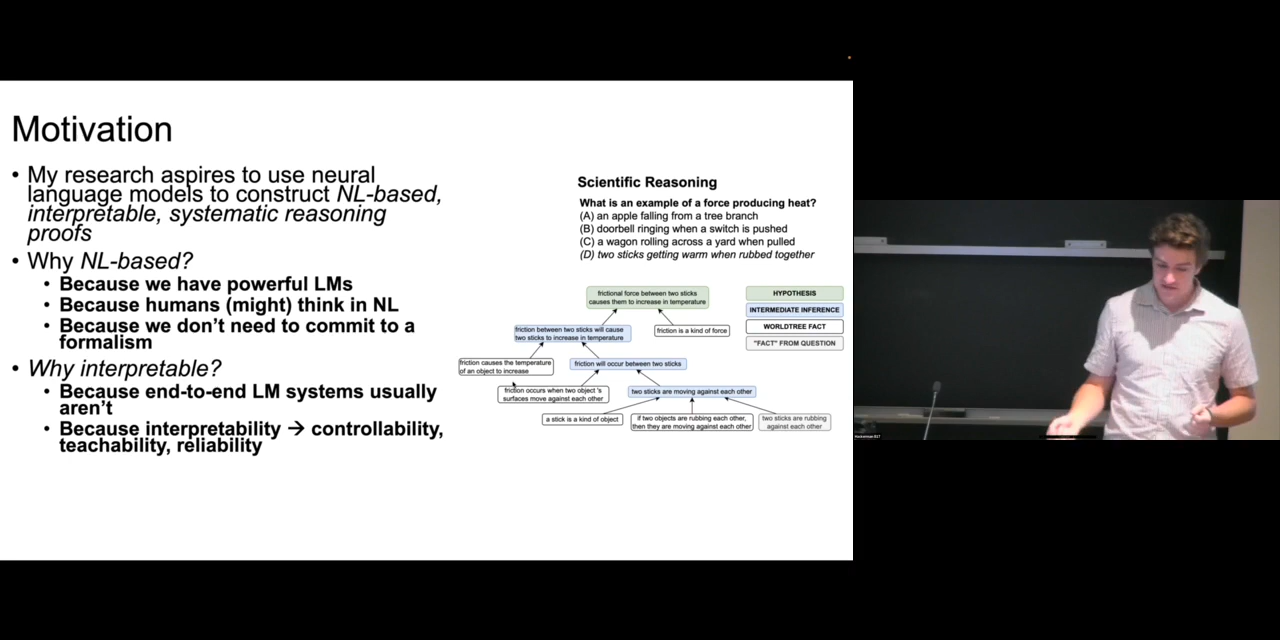 Motivation
• My research aspires to use neural
language models to construct NL-based,
interpretable, systematic reasoning
proofs
• Why NL-based?
• Because we have powerful LMs
• Because humans (might) think in NL
• Because we don't need to commit to a
formalism
• Why interpretable?
• Because end-to-end LM systems usually
aren't
• Because interpretability → controllability,
teachability, reliability
Scientific Reasoning
What is an example of a force producing heat?
(A) an apple falling from a tree branch
(B) doorbell ringing when a switch is pushed
(C) a wagon rolling across a yard when pulled
(D) two sticks getting warm when rubbed together
frictional force between two sticks
causes them to increase in temperature
HYPOTHESIS
INTERMEDIATE INFERENCE
WORLDTREE FACT
"FACT" FROM QUESTION
friction between two sticks will cause
two sticks to increase in temperature
friction is a kind of force
friction causes the temperature
of an object to increase
friction will occur between two sticks
friction occurs when two object 's
surfaces move against each other
two sticks are moving against each other
a stick is a kind of object
if two objects are rubbing each other,
then they are moving against each other
two sticks are rubbing
against each other